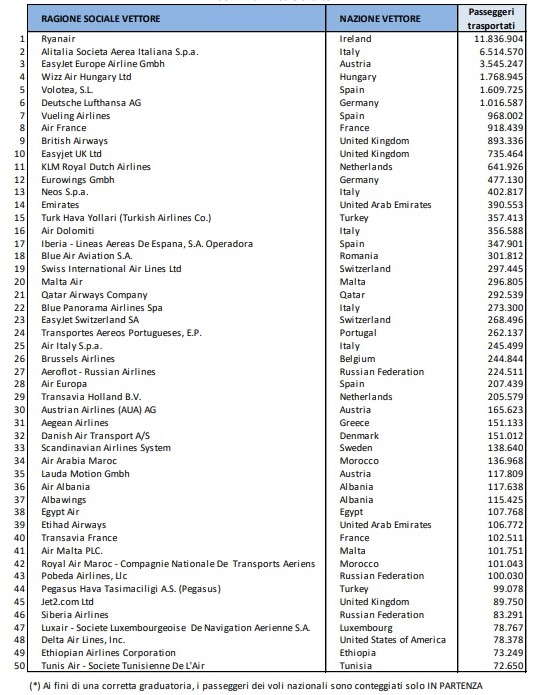 RAGIONE SOCIALE VETTORE NAZIONE VETTORE Passeggeri trasportati
1 Ryanair Ireland 11.836.904
2 Alitalia Societa Aerea Italiana S.p.a. Italy 6.514.570
3 EasyJet Europe Airline Gmbh Austria 3.545.247
4 Wizz Air Hungary Ltd Hungary 1.768.945
5 Volotea, S.L. Spain 1.609.725
6 Deutsche Lufthansa AG Germany 1.016.587
7 Vueling Airlines Spain 968.002
8 Air France France 918.439
9 British Airways United Kingdom 893.336
10 Easyjet UK Ltd United Kingdom 735.464
11 KLM Royal Dutch Airlines Netherlands 641.926
12 Eurowings Gmbh Germany 477.130
13 Neos S.p.a. Italy 402.817
14 Emirates United Arab Emirates 390.553
15 Turk Hava Yollari (Turkish Airlines Co.) Turkey 357.413
16 Air Dolomiti Italy 356.588
17 Iberia - Lineas Aereas De Espana, S.A. Operadora Spain 347.901
18 Blue Air Aviation S.A. Romania 301.812
19 Swiss International Air Lines Ltd Switzerland 297.445
20 Malta Air Malta 296.805
21 Qatar Airways Company Qatar 292.539
22 Blue Panorama Airlines Spa Italy 273.300
23 EasyJet Switzerland SA Switzerland 268.496
24 Transportes Aereos Portugueses, E.P. Portugal 262.137
25 Air Italy S.p.a. Italy 245.499
26 Brussels Airlines Belgium 244.844
27 Aeroflot - Russian Airlines Russian Federation 224.511
28 Air Europa Spain 207.439
29 Transavia Holland B.V. Netherlands 205.579
30 Austrian Airlines (AUA) AG Austria 165.623
31 Aegean Airlines Greece 151.133
32 Danish Air Transport A/S Denmark 151.012
33 Scandinavian Airlines System Sweden 138.640
34 Air Arabia Maroc Morocco 136.968
35 Lauda Motion Gmbh Austria 117.809
36 Air Albania Albania 117.638
37 Albawings Albania 115.425
38 Egypt Air Egypt 107.768
39 Etihad Airways United Arab Emirates 106.772
40 Transavia France France 102.511
41 Air Malta PLC. Malta 101.751
42 Royal Air Maroc - Compagnie Nationale De Transports Aeriens Morocco 101.043
43 Pobeda Airlines, Llc Russian Federation 100.030
44 Pegasus Hava Tasimaciligi A.S. (Pegasus) Turkey 99.078
45 Jet2.com Ltd United Kingdom 89.750
46 Siberia Airlines Russian Federation 83.291
47 Luxair - Societe Luxembourgeoise De Navigation Aerienne S.A. Luxembourg 78.767
48 Delta Air Lines, Inc. United States of America 78.378
49 Ethiopian Airlines Corporation Ethiopia 73.249
50 Tunis Air - Societe Tunisienne De L'Air Tunisia 72.650
(*) Ai fini di una corretta graduatoria, i passeggeri dei voli nazionali sono conteggiati solo IN PARTENZA